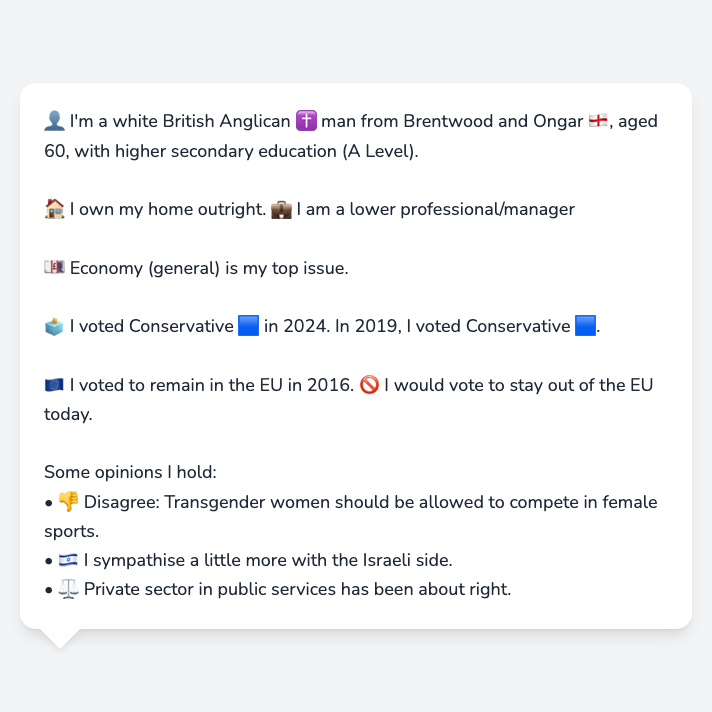 👤 I'm a white British Anglican ✝️ man from Brentwood and Ongar 🏴󠁧󠁢󠁥󠁮󠁧󠁿, aged
60, with higher secondary education (A Level).
🏠 I own my home outright. 💼 I am a lower professional/manager
💷 Economy (general) is my top issue.
🗳️ I voted Conservative 🟦 in 2024. In 2019, I voted Conservative 🟦.
🇪🇺 I voted to remain in the EU in 2016. 🚫 I would vote to stay out of the EU
today.
Some opinions I hold:
• 👎 Disagree: Transgender women should be allowed to compete in female
sports.
• 🇮🇱 I sympathise a little more with the Israeli side.
• ⚖️ Private sector in public services has been about right.